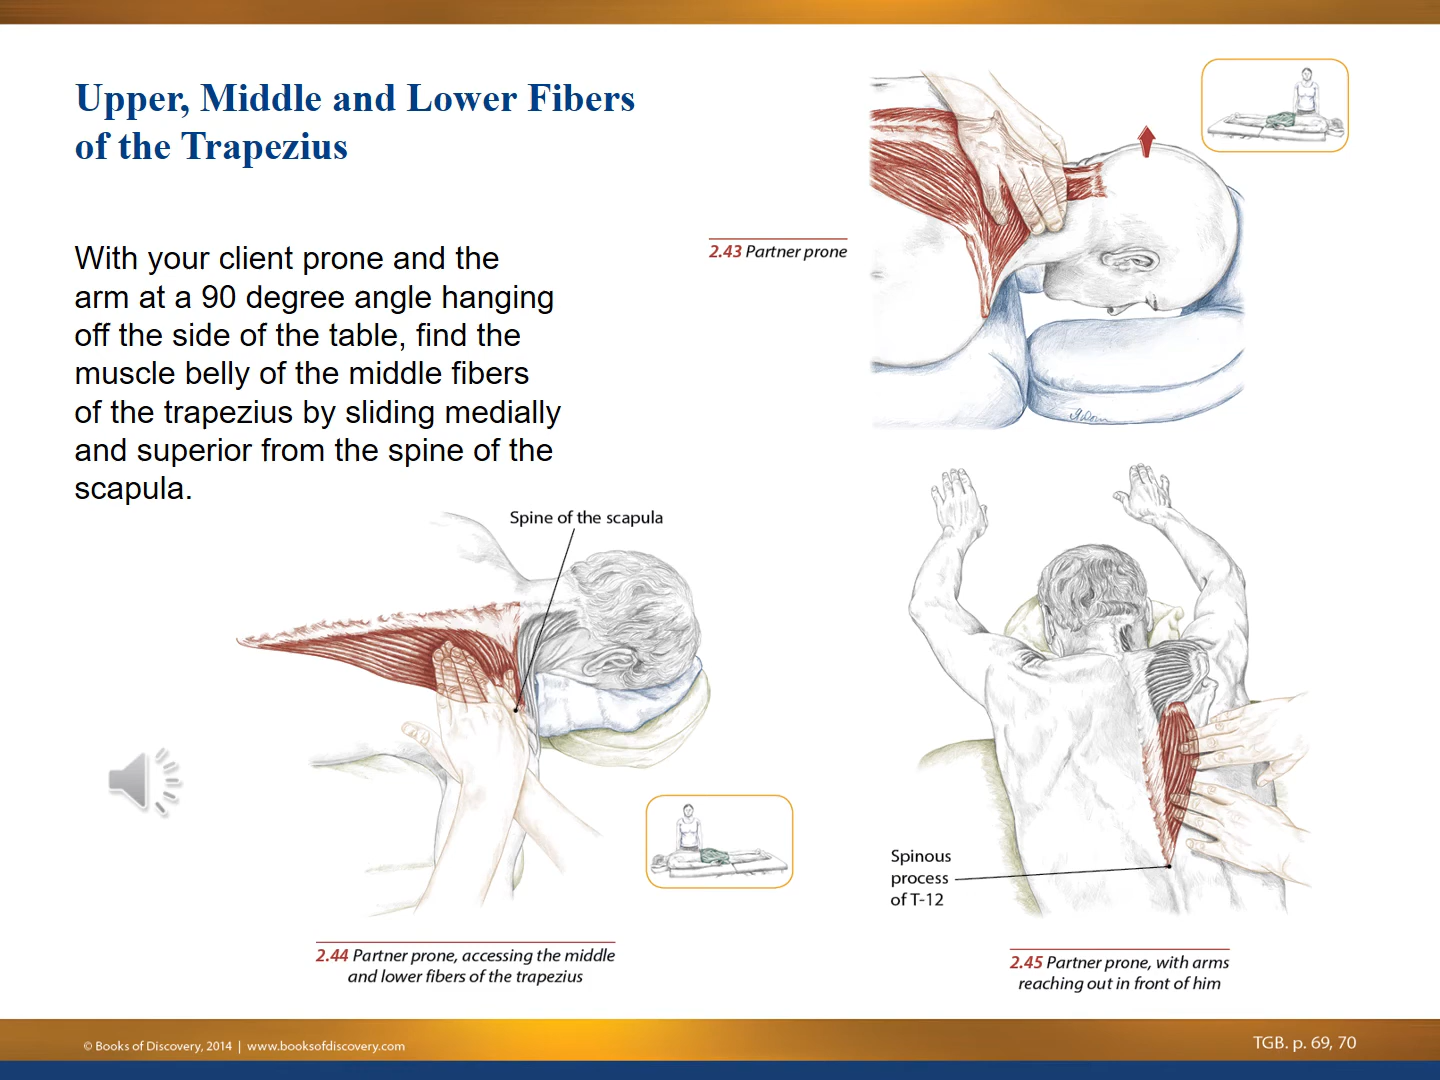 Upper, Middle and Lower Fibers
of the Trapezius
With your client prone and the
arm at a 90 degree angle hanging
off the side of the table, find the
muscle belly of the middle fibers
of the trapezius by sliding medially
and superior from the spine of the
scapula.
2.43 Partner prone
Spine of the scapula
2.44 Partner prone, accessing the middle
and lower fibers of the trapezius
Spinous
process
of T-12
2.45 Partner prone, with arms
reaching out in front of him
© Books of Discovery, 2014 | www.booksofdiscovery.com
TGB. p. 69, 70